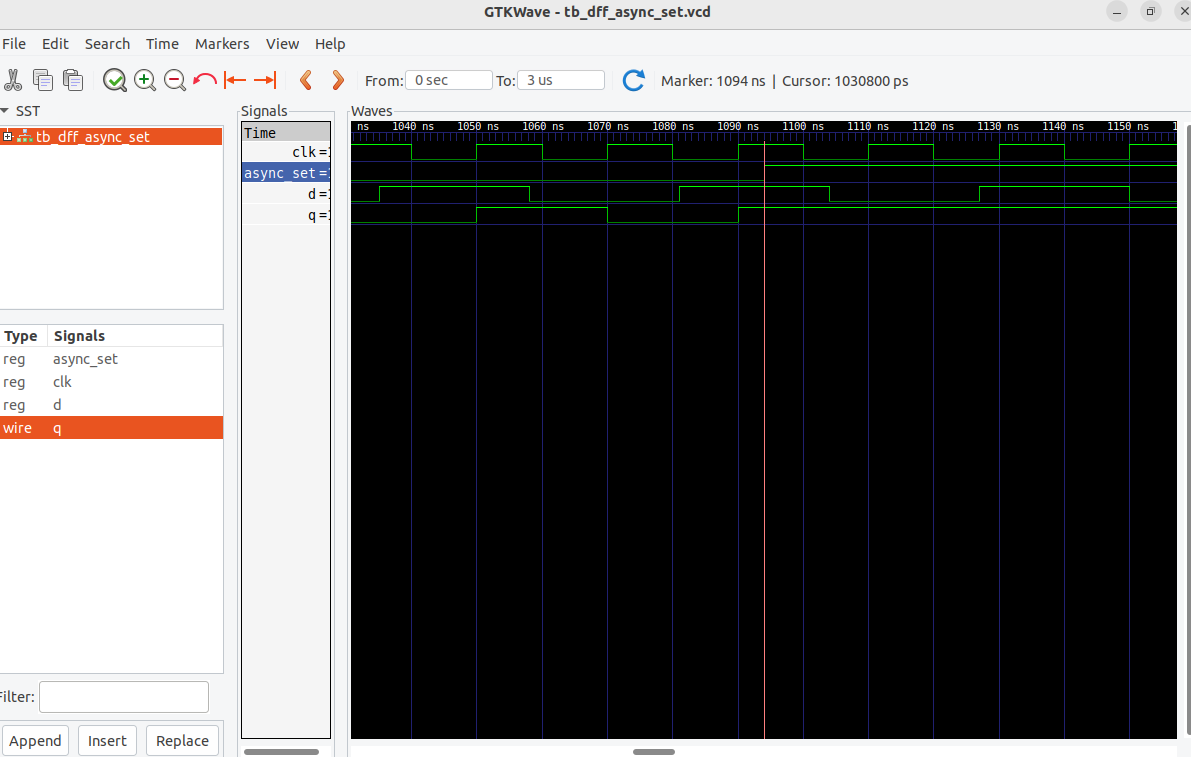 GTKWave - tb_dff_async_set.vcd
File Edit Search Time Markers View Help
From: 0 sec To: 3 us Marker: 1094 ns | Cursor: 1030800 ps
SST
tb_dff_async_set
Type Signals
reg async_set
reg clk
reg d
wire q
Filter:
Append Insert Replace
Signals
Time
clk=1
async_set=1
d=1
q=1
Waves
ns 1040 ns 1050 ns 1060 ns 1070 ns 1080 ns 1090 ns 1100 ns 1110 ns 1120 ns 1130 ns 1140 ns 1150 ns 1